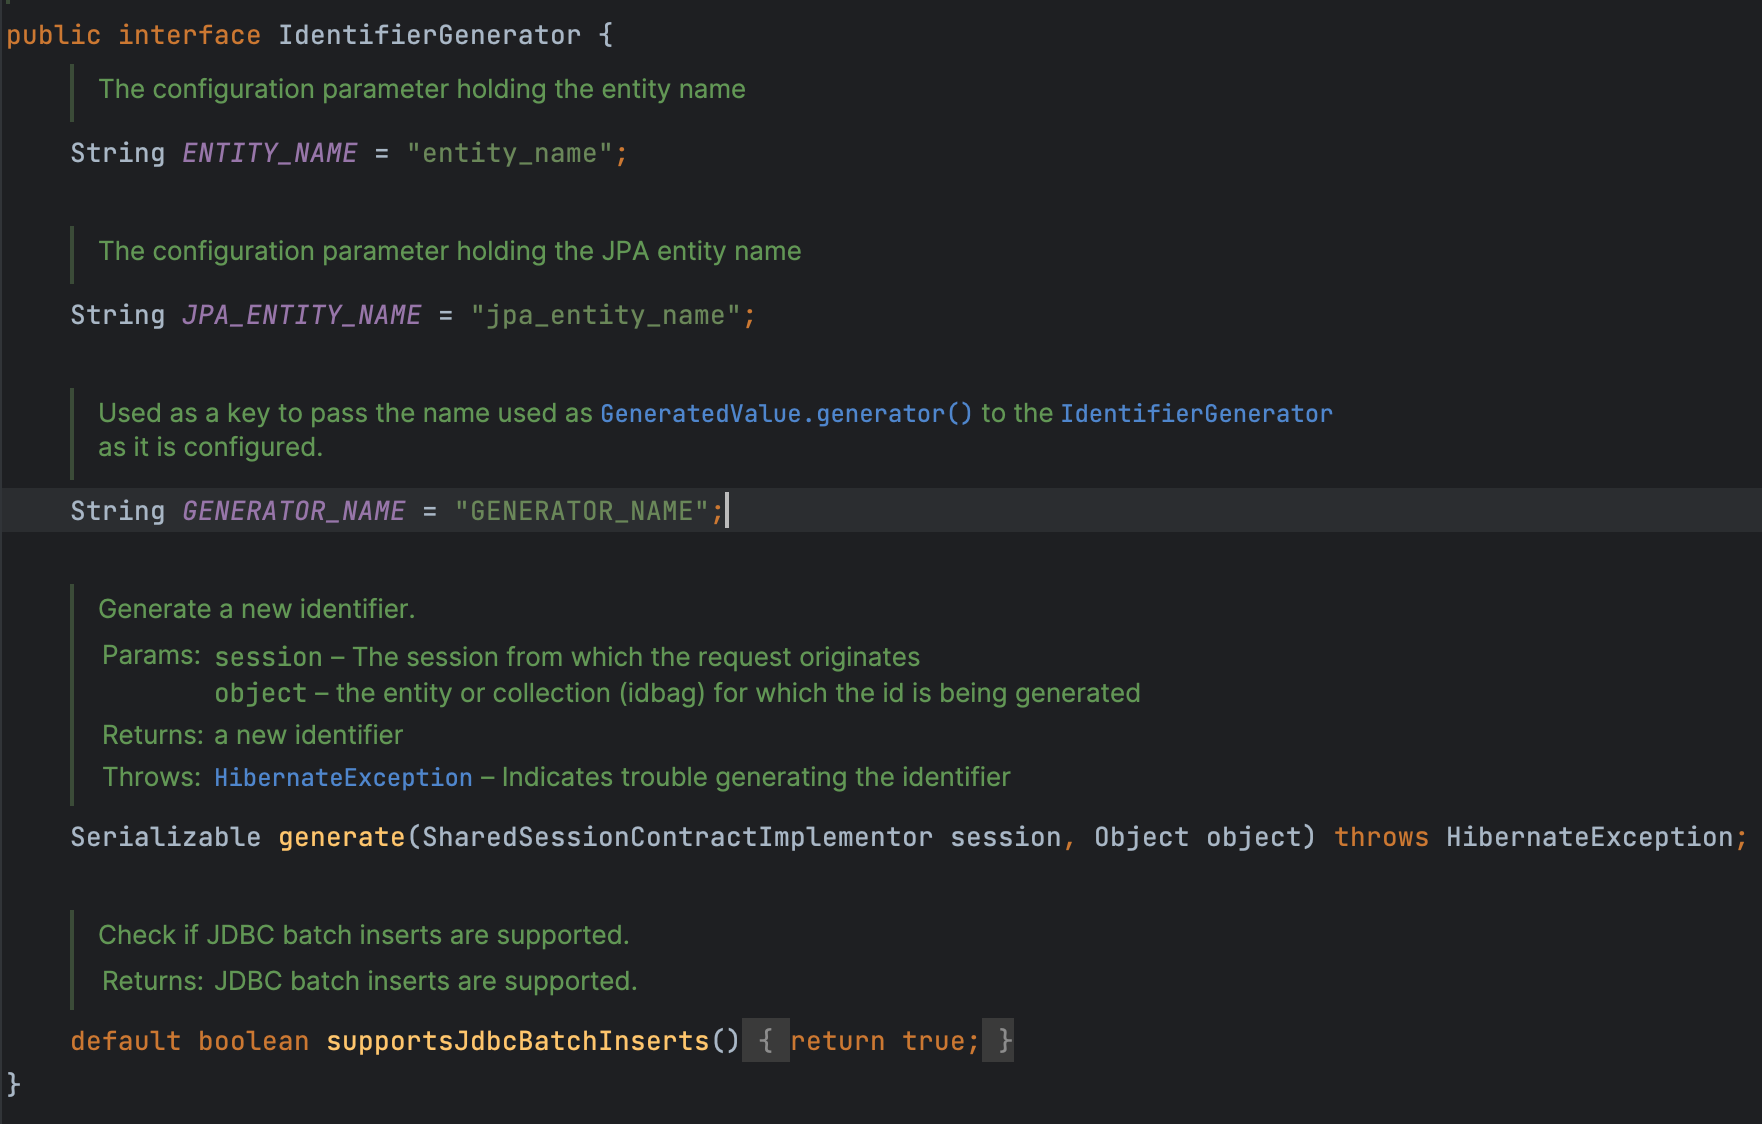 public interface IdentifierGenerator {
The configuration parameter holding the entity name
String ENTITY_NAME = "entity_name";
The configuration parameter holding the JPA entity name
String JPA_ENTITY_NAME = "jpa_entity_name";
Used as a key to pass the name used as GeneratedValue.generator() to the IdentifierGenerator
as it is configured.
String GENERATOR_NAME = "GENERATOR_NAME";
Generate a new identifier.
Params: session – The session from which the request originates
object – the entity or collection (idbag) for which the id is being generated
Returns: a new identifier
Throws: HibernateException – Indicates trouble generating the identifier
Serializable generate(SharedSessionContractImplementor session, Object object) throws HibernateException;
Check if JDBC batch inserts are supported.
Returns: JDBC batch inserts are supported.
default boolean supportsJdbcBatchInserts() { return true; }
}